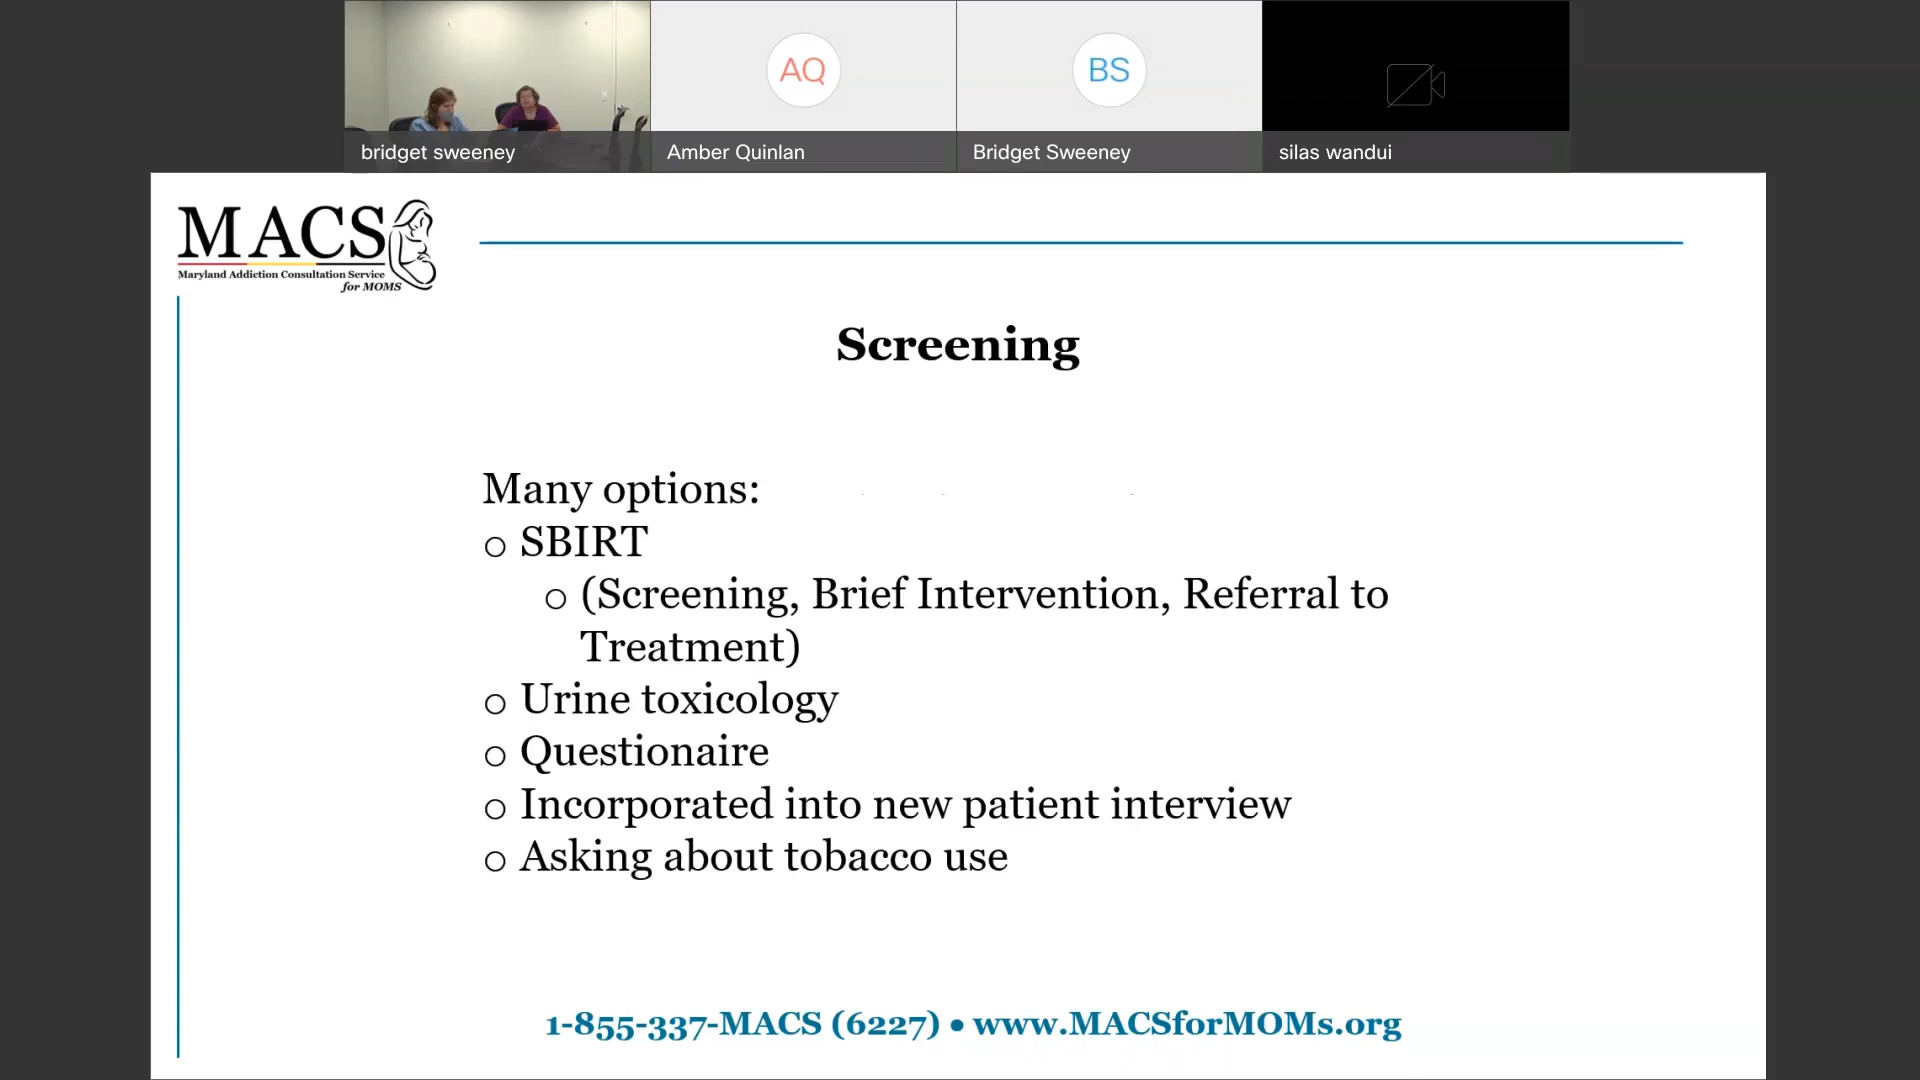 bridget sweeney
AQ
Amber Quinlan
BS
Bridget Sweeney
silas wandui
MACS
Maryland Addiction Consultation Service
for MOMS
Screening
Many options:
o SBIRT
o (Screening, Brief Intervention, Referral to
Treatment)
o Urine toxicology
o Questionaire
o Incorporated into new patient interview
o Asking about tobacco use
1-855-337-MACS (6227) • www.MACSforMOMs.org